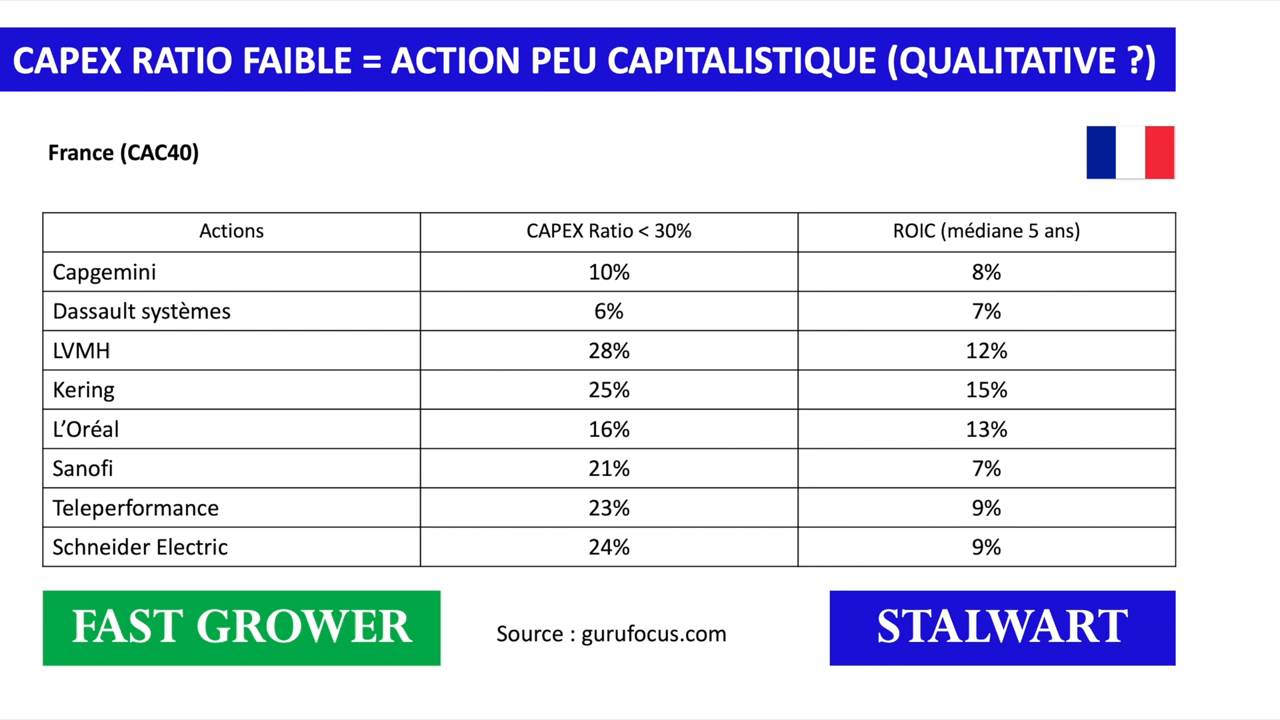 CAPEX RATIO FAIBLE = ACTION PEU CAPITALISTIQUE (QUALITATIVE ?)
France (CAC40)
Actions CAPEX Ratio < 30% ROIC (médiane 5 ans)
Capgemini 10% 8%
Dassault systèmes 6% 7%
LVMH 28% 12%
Kering 25% 15%
L’Oréal 16% 13%
Sanofi 21% 7%
Teleperformance 23% 9%
Schneider Electric 24% 9%
FAST GROWER Source : gurufocus.com STALWART